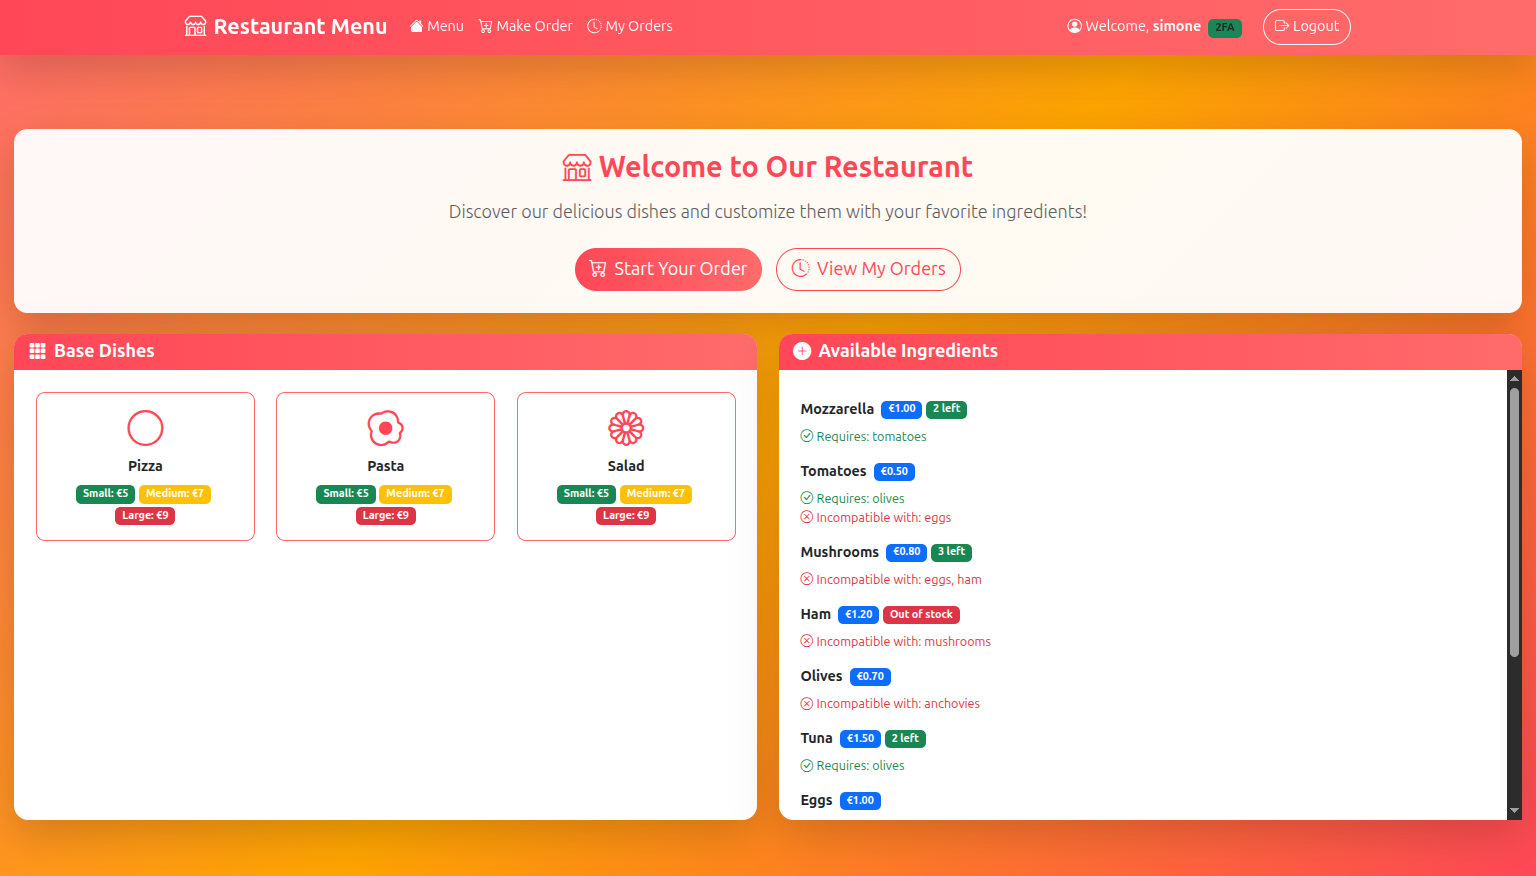 Restaurant Menu Menu Make Order My Orders Welcome, simone 2FA Logout
Welcome to Our Restaurant
Discover our delicious dishes and customize them with your favorite ingredients!
Start Your Order View My Orders
Base Dishes
Pizza
Small: €5 Medium: €7
Large: €9
Pasta
Small: €5 Medium: €7
Large: €9
Salad
Small: €5 Medium: €7
Large: €9
Available Ingredients
Mozzarella €1.00 2 left
Requires: tomatoes
Tomatoes €0.50
Requires: olives
Incompatible with: eggs
Mushrooms €0.80 3 left
Incompatible with: eggs, ham
Ham €1.20 Out of stock
Incompatible with: mushrooms
Olives €0.70
Incompatible with: anchovies
Tuna €1.50 2 left
Requires: olives
Eggs €1.00